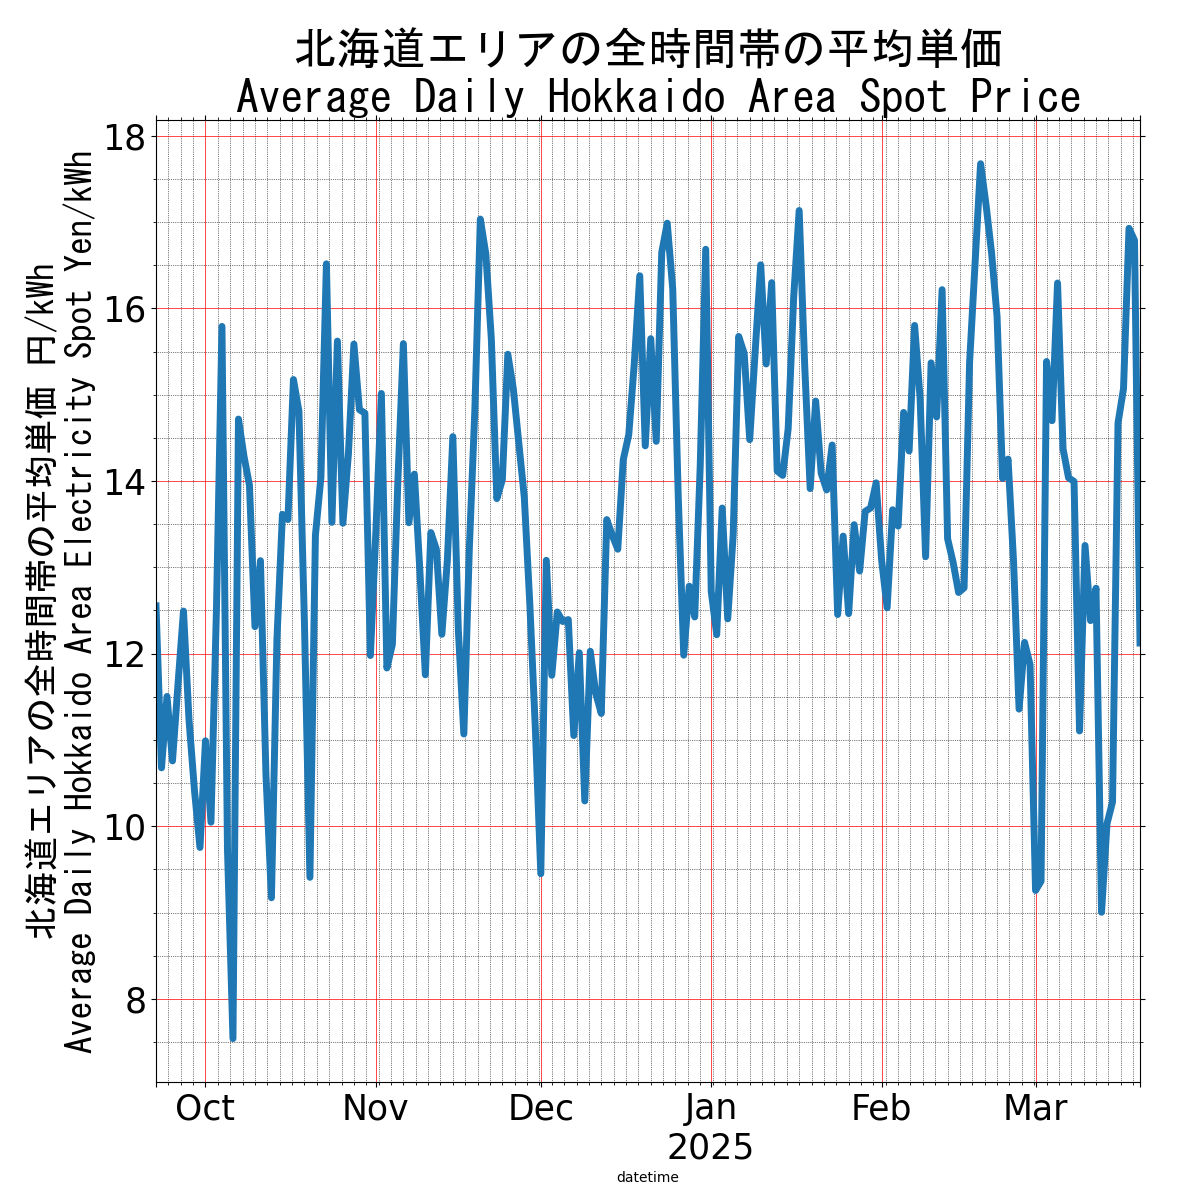 北海道エリアの全時間帯の平均単価
Average Daily Hokkaido Area Spot Price
北海道エリアの全時間帯の平均単価 円/kWh
Average Daily Hokkaido Area Electricity Spot Yen/kWh
18
16
14
12
10
8
Oct Nov Dec Jan Feb Mar
2025
datetime